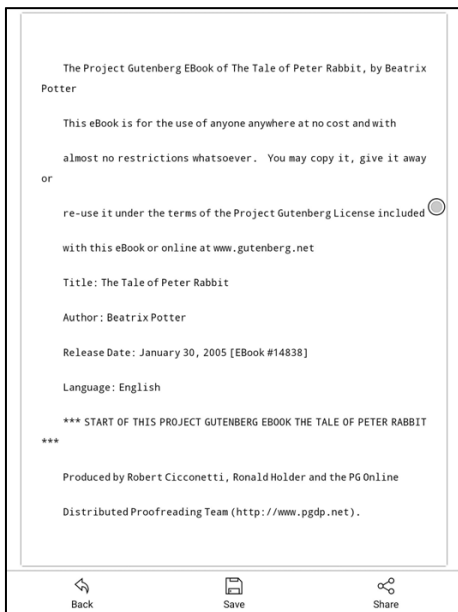 The Project Gutenberg EBook of The Tale of Peter Rabbit, by Beatrix
Potter
This eBook is for the use of anyone anywhere at no cost and with
almost no restrictions whatsoever.  You may copy it, give it away
or
re-use it under the terms of the Project Gutenberg License included
with this eBook or online at www.gutenberg.net
Title: The Tale of Peter Rabbit
Author: Beatrix Potter
Release Date: January 30, 2005 [EBook #14838]
Language: English
*** START OF THIS PROJECT GUTENBERG EBOOK THE TALE OF PETER RABBIT
***
Produced by Robert Cicconetti, Ronald Holder and the PG Online
Distributed Proofreading Team (http://www.pgdp.net).
Back Save Share